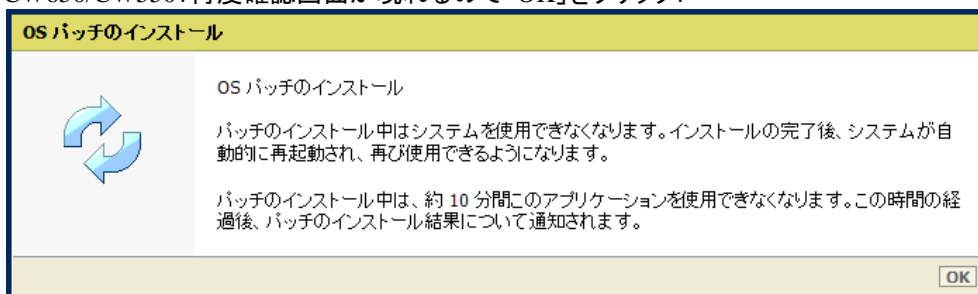 OS パッチのインストール
OS パッチのインストール
パッチのインストール中はシステムを使用できなくなります。インストールの完了後、システムが自
動的に再起動され、再び使用できるようになります。
パッチのインストール中は、約 10 分間このアプリケーションを使用できなくなります。この時間の経
過後、パッチのインストール結果について通知されます。
OK